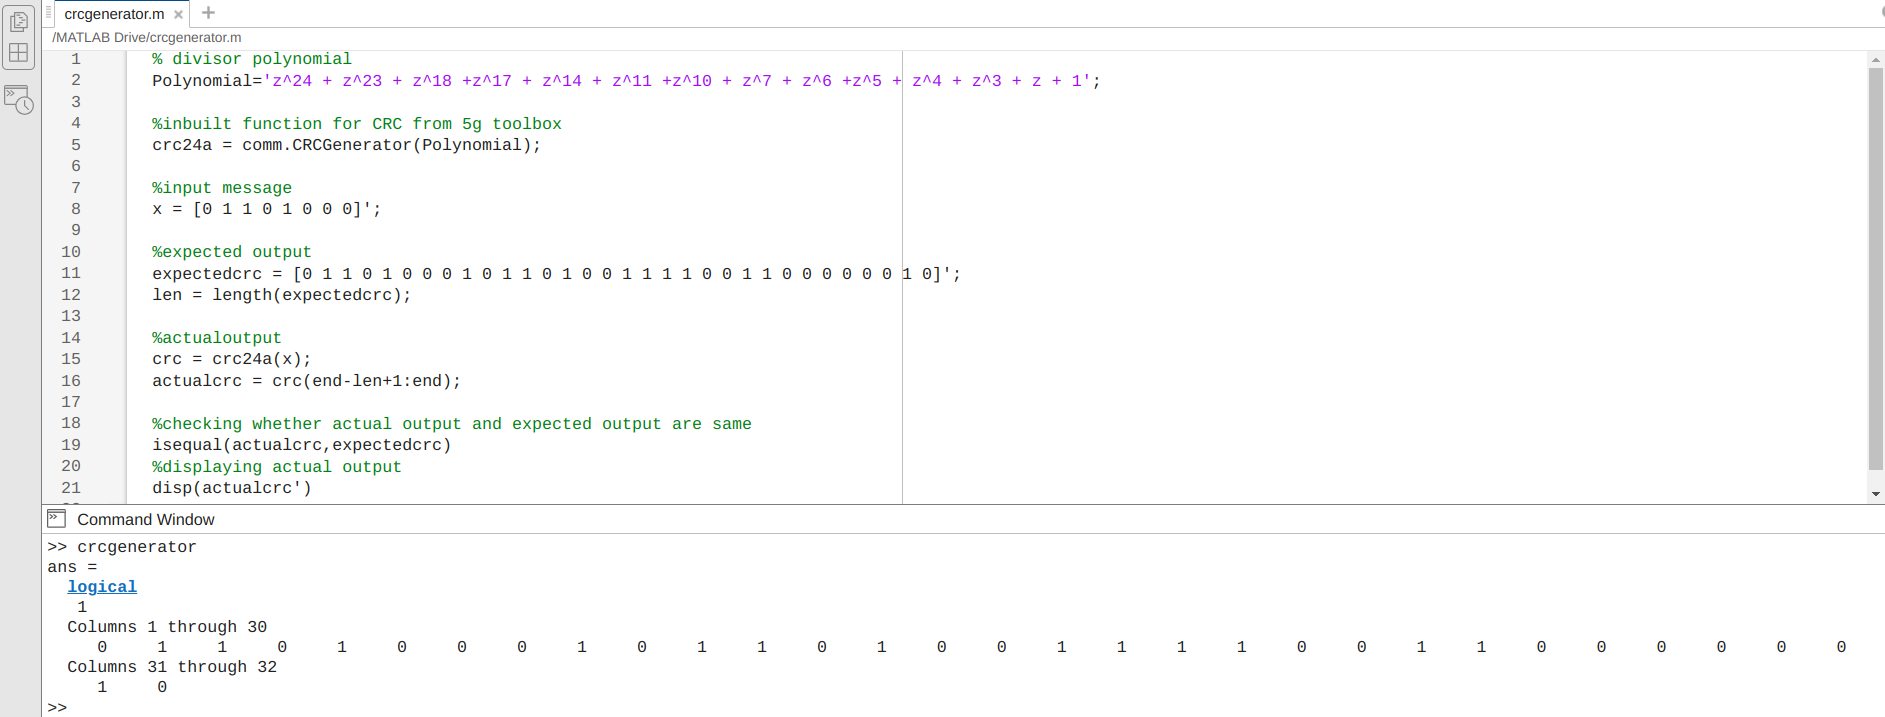 crcgenerator.m × +
/MATLAB Drive/crcgenerator.m
1 % divisor polynomial
2 Polynomial='z^24 + z^23 + z^18 +z^17 + z^14 + z^11 +z^10 + z^7 + z^6 +z^5 + z^4 + z^3 + z + 1';
3
4 %inbuilt function for CRC from 5g toolbox
5 crc24a = comm.CRCGenerator(Polynomial);
6
7 %input message
8 x = [0 1 1 0 1 0 0 0]';
9
10 %expected output
11 expectedcrc = [0 1 1 0 1 0 0 0 1 0 1 1 0 1 0 0 1 1 1 1 0 0 1 1 0 0 0 0 0 0 1 0]';
12 len = length(expectedcrc);
13
14 %actualoutput
15 crc = crc24a(x);
16 actualcrc = crc(end-len+1:end);
17
18 %checking whether actual output and expected output are same
19 isequal(actualcrc,expectedcrc)
20 %displaying actual output
21 disp(actualcrc')
Command Window
>> crcgenerator
ans =
logical
1
Columns 1 through 30
0 1 1 0 1 0 0 0 1 0 1 1 0 1 0 0 1 1 1 1 0 0 1 1 0 0 0 0 0 0
Columns 31 through 32
1 0
>>